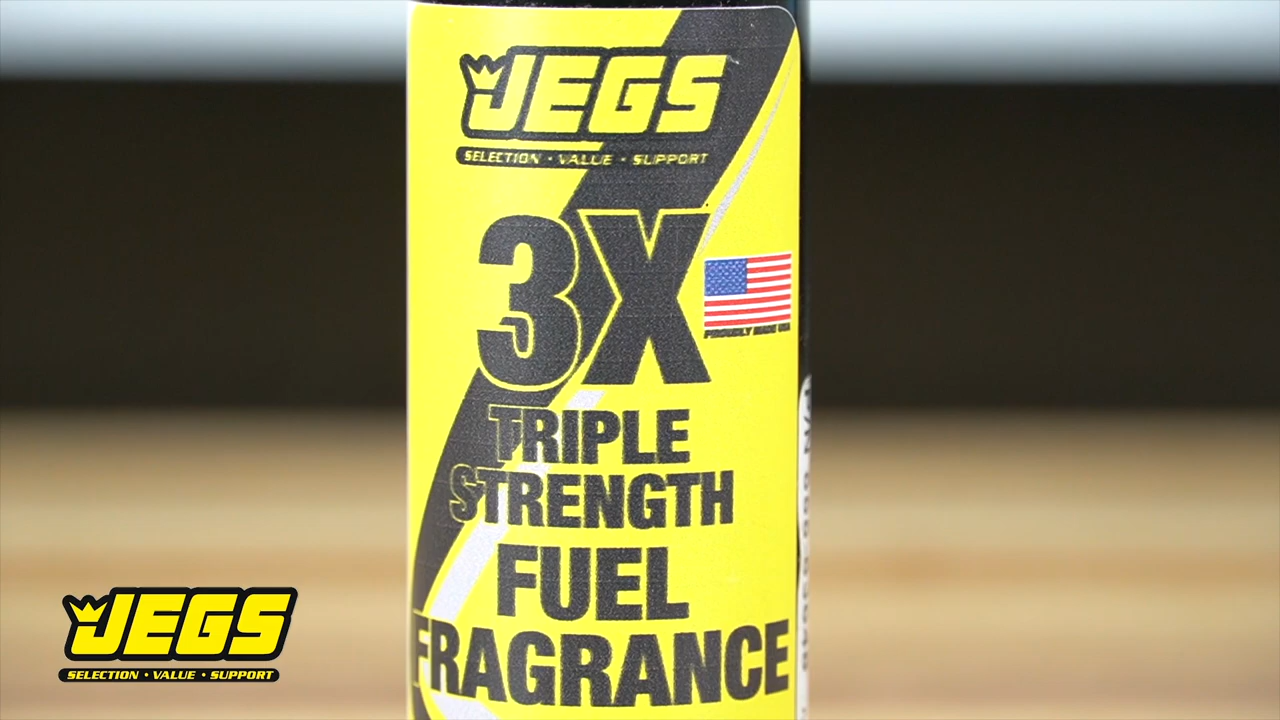 JEGS
SELECTION • VALUE • SUPPORT
3X
PROUDLY MADE USA
TRIPLE
STRENGTH
FUEL
FRAGRANCE
JEGS
SELECTION • VALUE • SUPPORT